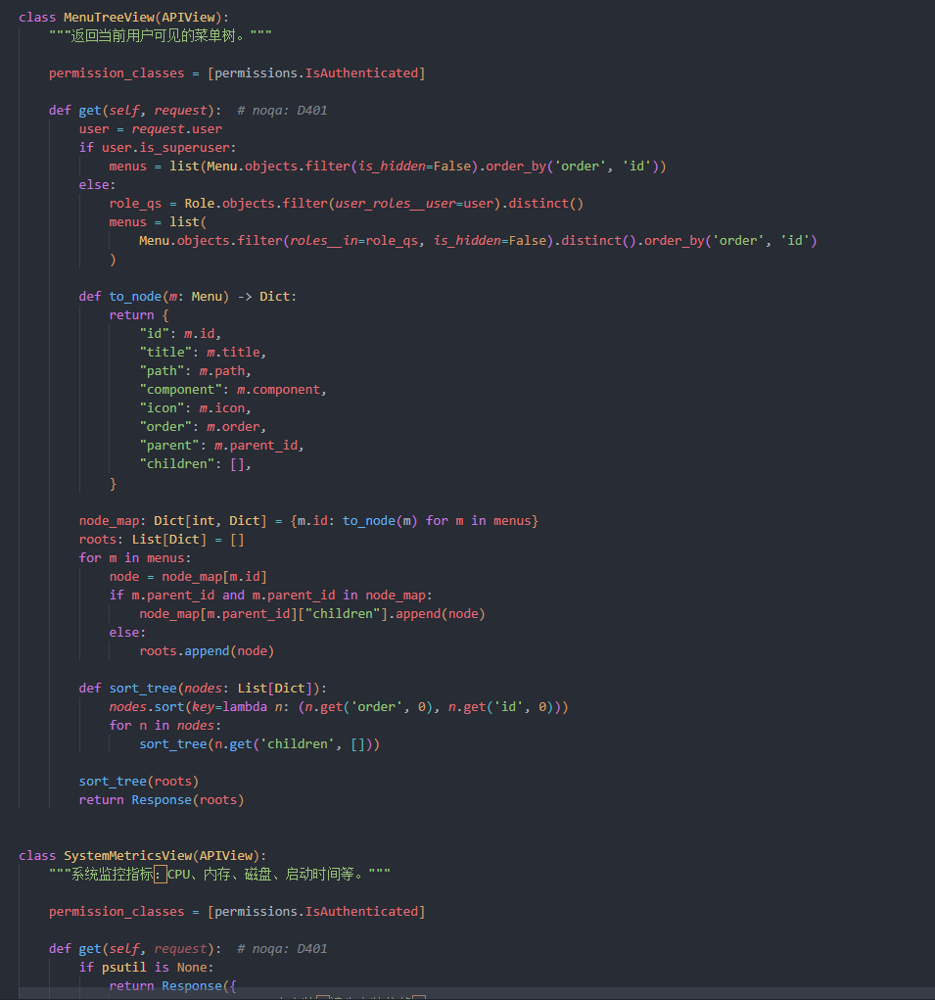 class MenuTreeView(APIView):
    """返回当前用户可见的菜单树。"""
    permission_classes = [permissions.IsAuthenticated]
    def get(self, request):  # noqa: D401
        user = request.user
        if user.is_superuser:
            menus = list(Menu.objects.filter(is_hidden=False).order_by('order', 'id'))
        else:
            role_qs = Role.objects.filter(user_roles__user=user).distinct()
            menus = list(
                Menu.objects.filter(roles__in=role_qs, is_hidden=False).distinct().order_by('order', 'id')
            )
        def to_node(m: Menu) -> Dict:
            return {
                "id": m.id,
                "title": m.title,
                "path": m.path,
                "component": m.component,
                "icon": m.icon,
                "order": m.order,
                "parent": m.parent_id,
                "children": [],
            }
        node_map: Dict[int, Dict] = {m.id: to_node(m) for m in menus}
        roots: List[Dict] = []
        for m in menus:
            node = node_map[m.id]
            if m.parent_id and m.parent_id in node_map:
                node_map[m.parent_id]["children"].append(node)
            else:
                roots.append(node)
        def sort_tree(nodes: List[Dict]):
            nodes.sort(key=lambda n: (n.get('order', 0), n.get('id', 0)))
            for n in nodes:
                sort_tree(n.get('children', []))
        sort_tree(roots)
        return Response(roots)
class SystemMetricsView(APIView):
    """系统监控指标：CPU、内存、磁盘、启动时间等。"""
    permission_classes = [permissions.IsAuthenticated]
    def get(self, request):  # noqa: D401
        if psutil is None:
            return Response({